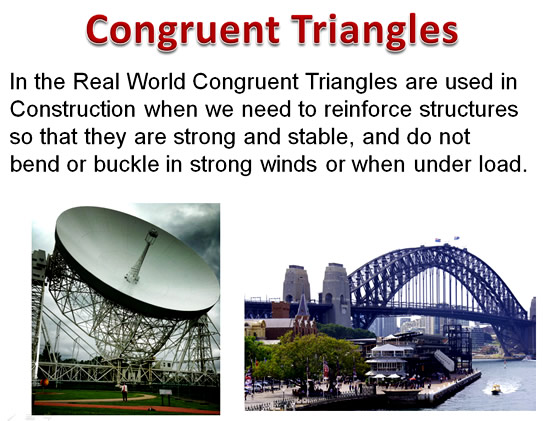 Congruent Triangles
In the Real World Congruent Triangles are used in
Construction when we need to reinforce structures
so that they are strong and stable, and do not
bend or buckle in strong winds or when under load.